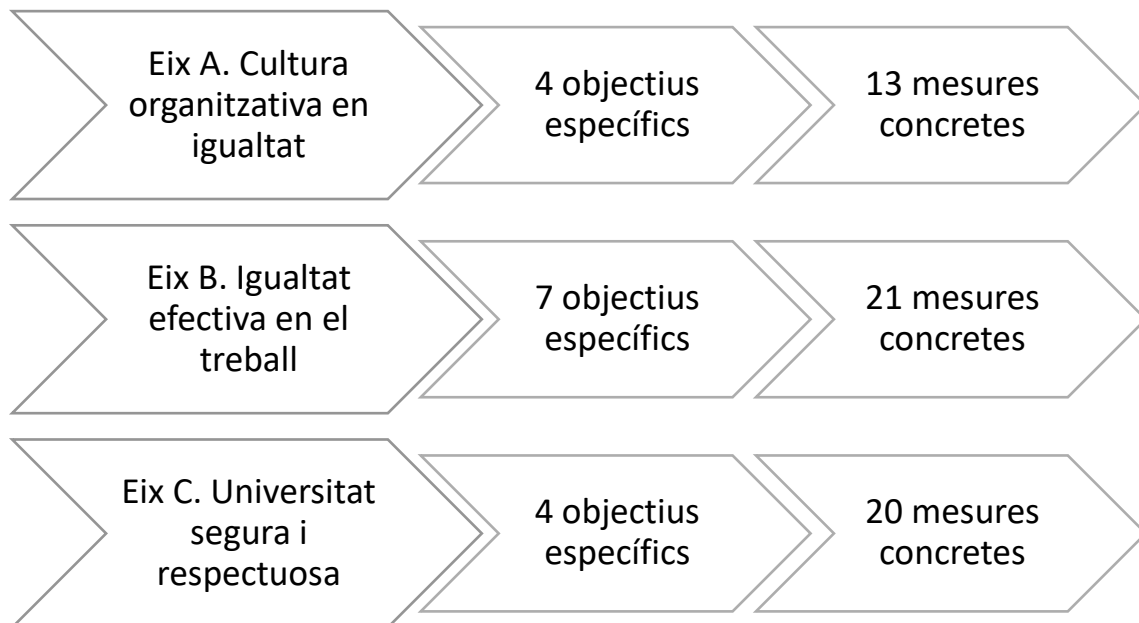 Eix A. Cultura
organitzativa en
igualtat
4 objectius
específics
13 mesures
concretes
Eix B. Igualtat
efectiva en el
treball
7 objectius
específics
21 mesures
concretes
Eix C. Universitat
segura i
respectuosa
4 objectius
específics
20 mesures
concretes